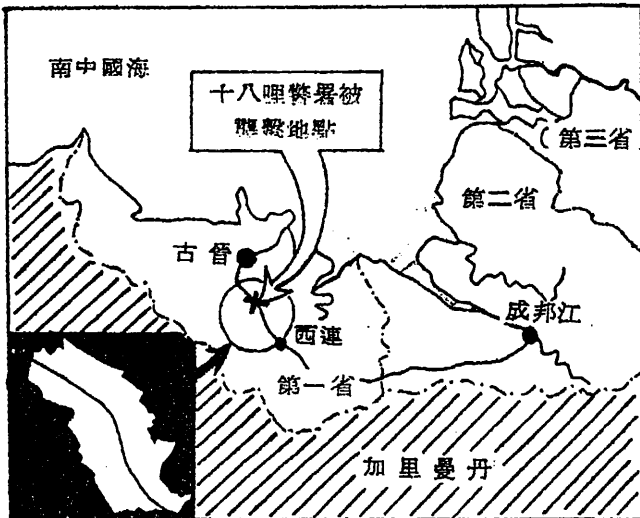 南中國海
十八哩警署被
襲擊地點
第三省
第二省
古晉
成邦江
西連
第一省
加里曼丹